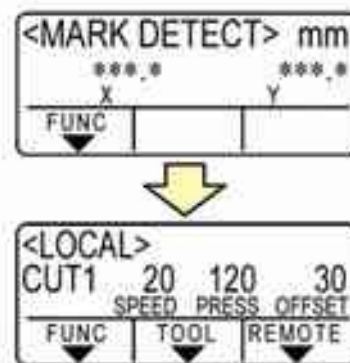 <MARK DETECT> mm
***.* ***.*
X Y
FUNC
<LOCAL>
CUT1 20 120 30
SPEED PRESS OFFSET
FUNC TOOL REMOTE